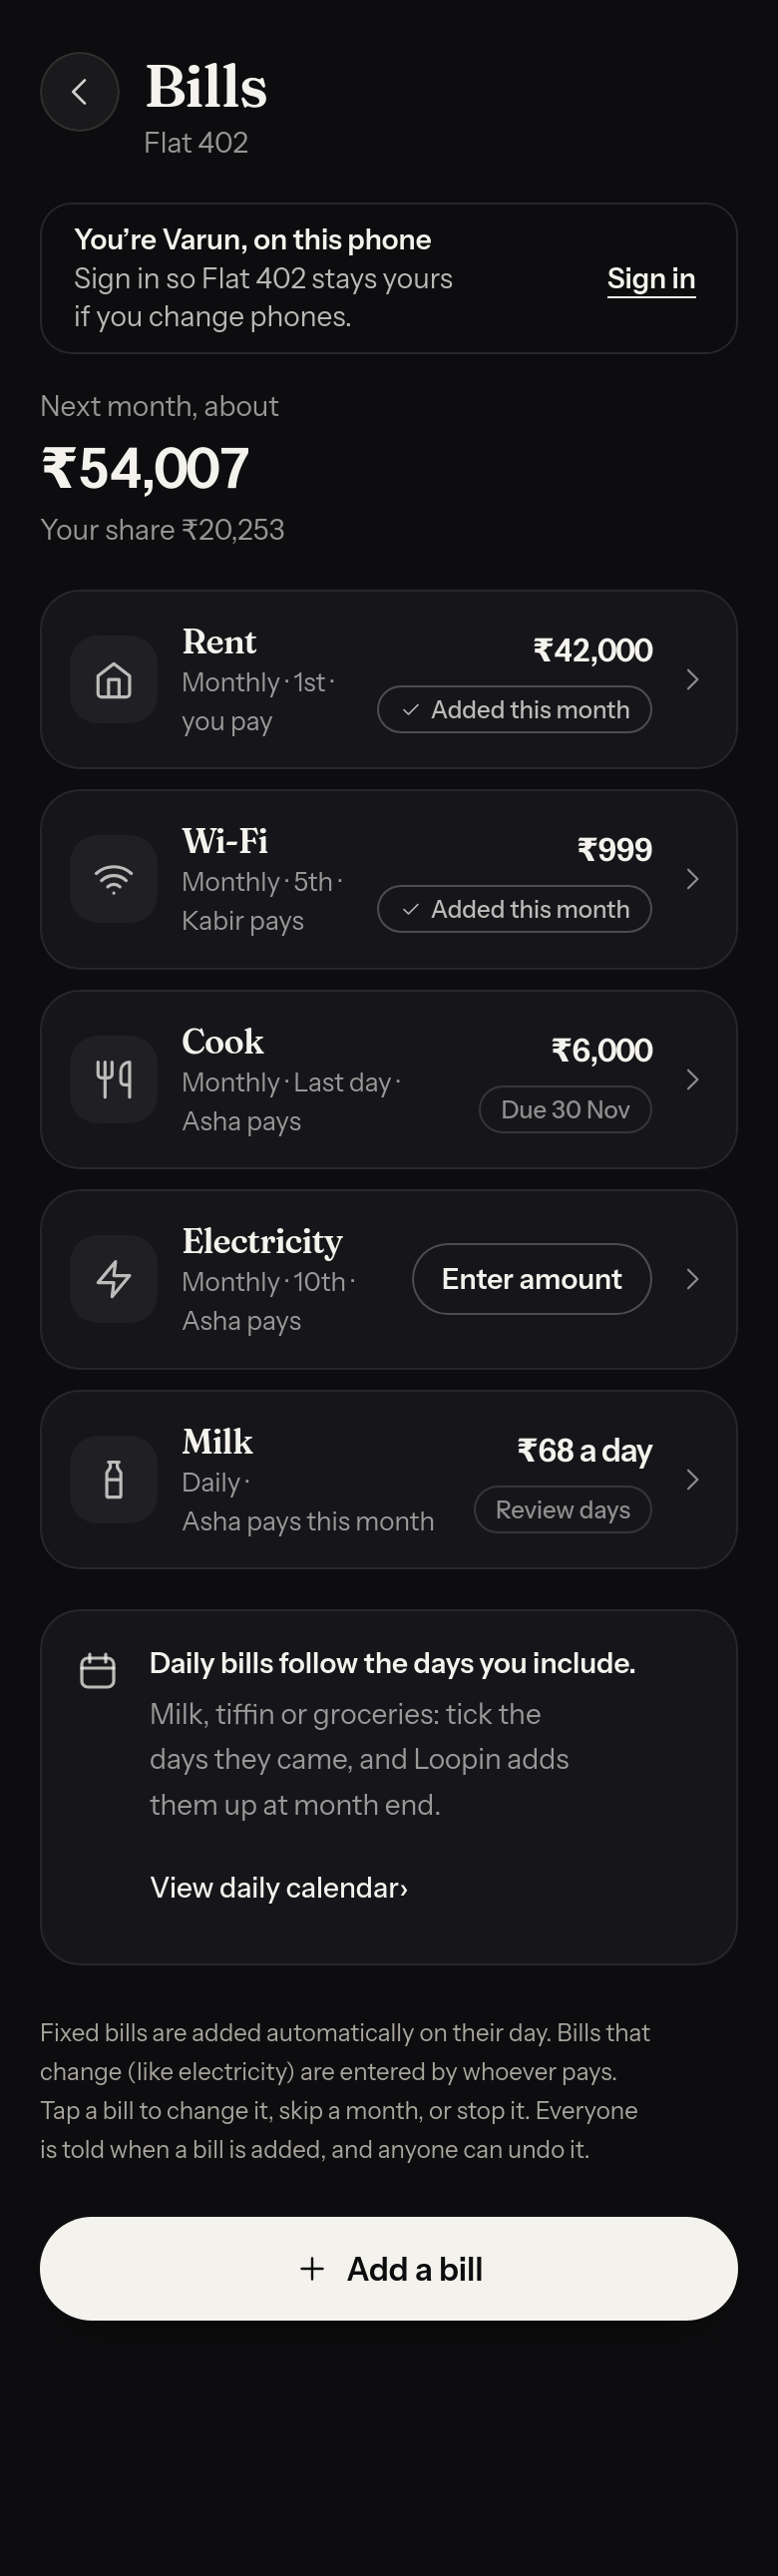 Bills
Flat 402
You’re Varun, on this phone
Sign in so Flat 402 stays yours
if you change phones.
Sign in
Next month, about
₹54,007
Your share ₹20,253
Rent
Monthly · 1st ·
you pay
₹42,000
Added this month
Wi-Fi
Monthly · 5th ·
Kabir pays
₹999
Added this month
Cook
Monthly · Last day ·
Asha pays
₹6,000
Due 30 Nov
Electricity
Monthly · 10th ·
Asha pays
Enter amount
Milk
Daily ·
Asha pays this month
₹68 a day
Review days
Daily bills follow the days you include.
Milk, tiffin or groceries: tick the
days they came, and Loopin adds
them up at month end.
View daily calendar›
Fixed bills are added automatically on their day. Bills that
change (like electricity) are entered by whoever pays.
Tap a bill to change it, skip a month, or stop it. Everyone
is told when a bill is added, and anyone can undo it.
Add a bill